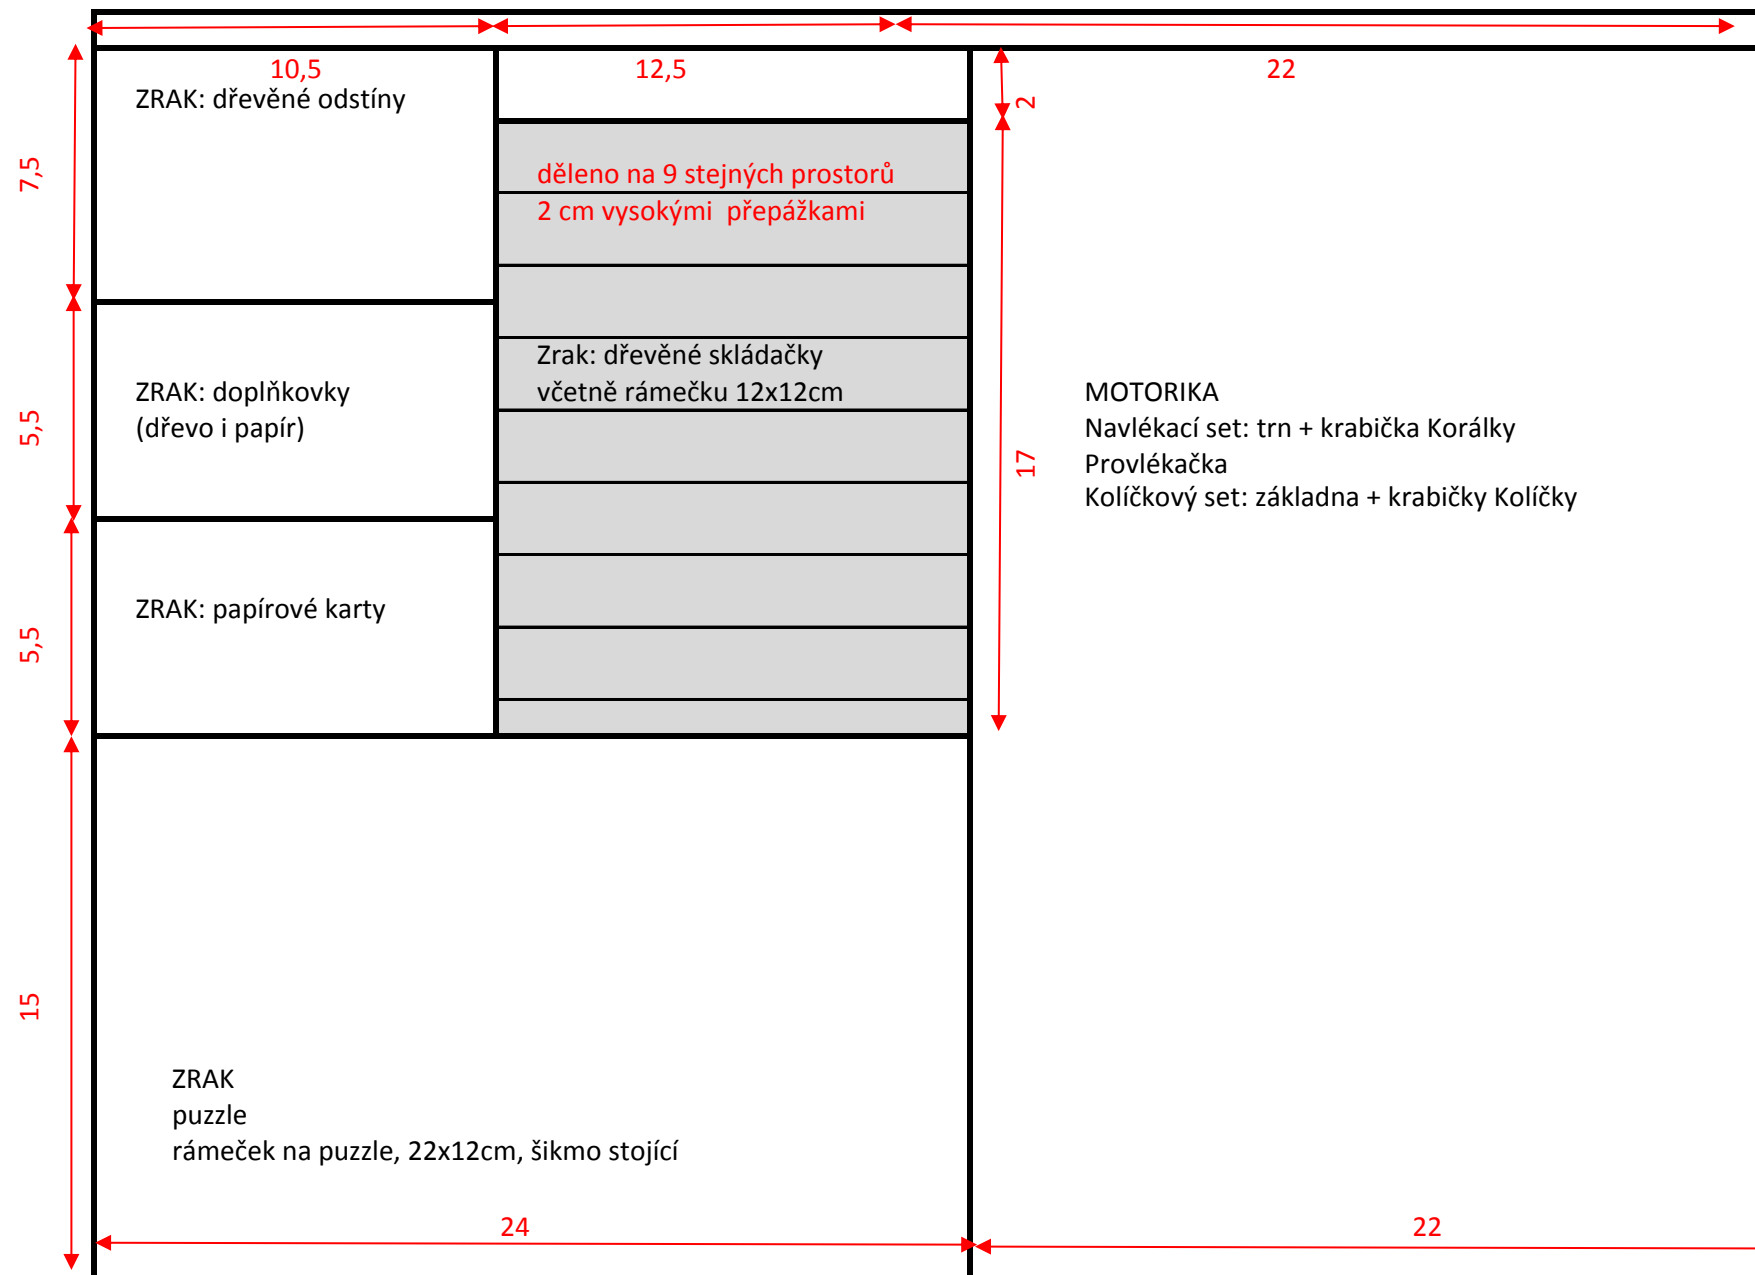 10,5
12,5
22
ZRAK: dřevěné odstíny
2
7,5
děleno na 9 stejných prostorů
2 cm vysokými  přepážkami
Zrak: dřevěné skládačky
včetně rámečku 12x12cm
ZRAK: doplňkovky
(dřevo i papír)
5,5
MOTORIKA
Navlékací set: trn + krabička Korálky
Provlékačka
Kolíčkový set: základna + krabičky Kolíčky
17
ZRAK: papírové karty
5,5
15
ZRAK
puzzle
rámeček na puzzle, 22x12cm, šikmo stojící
24
22